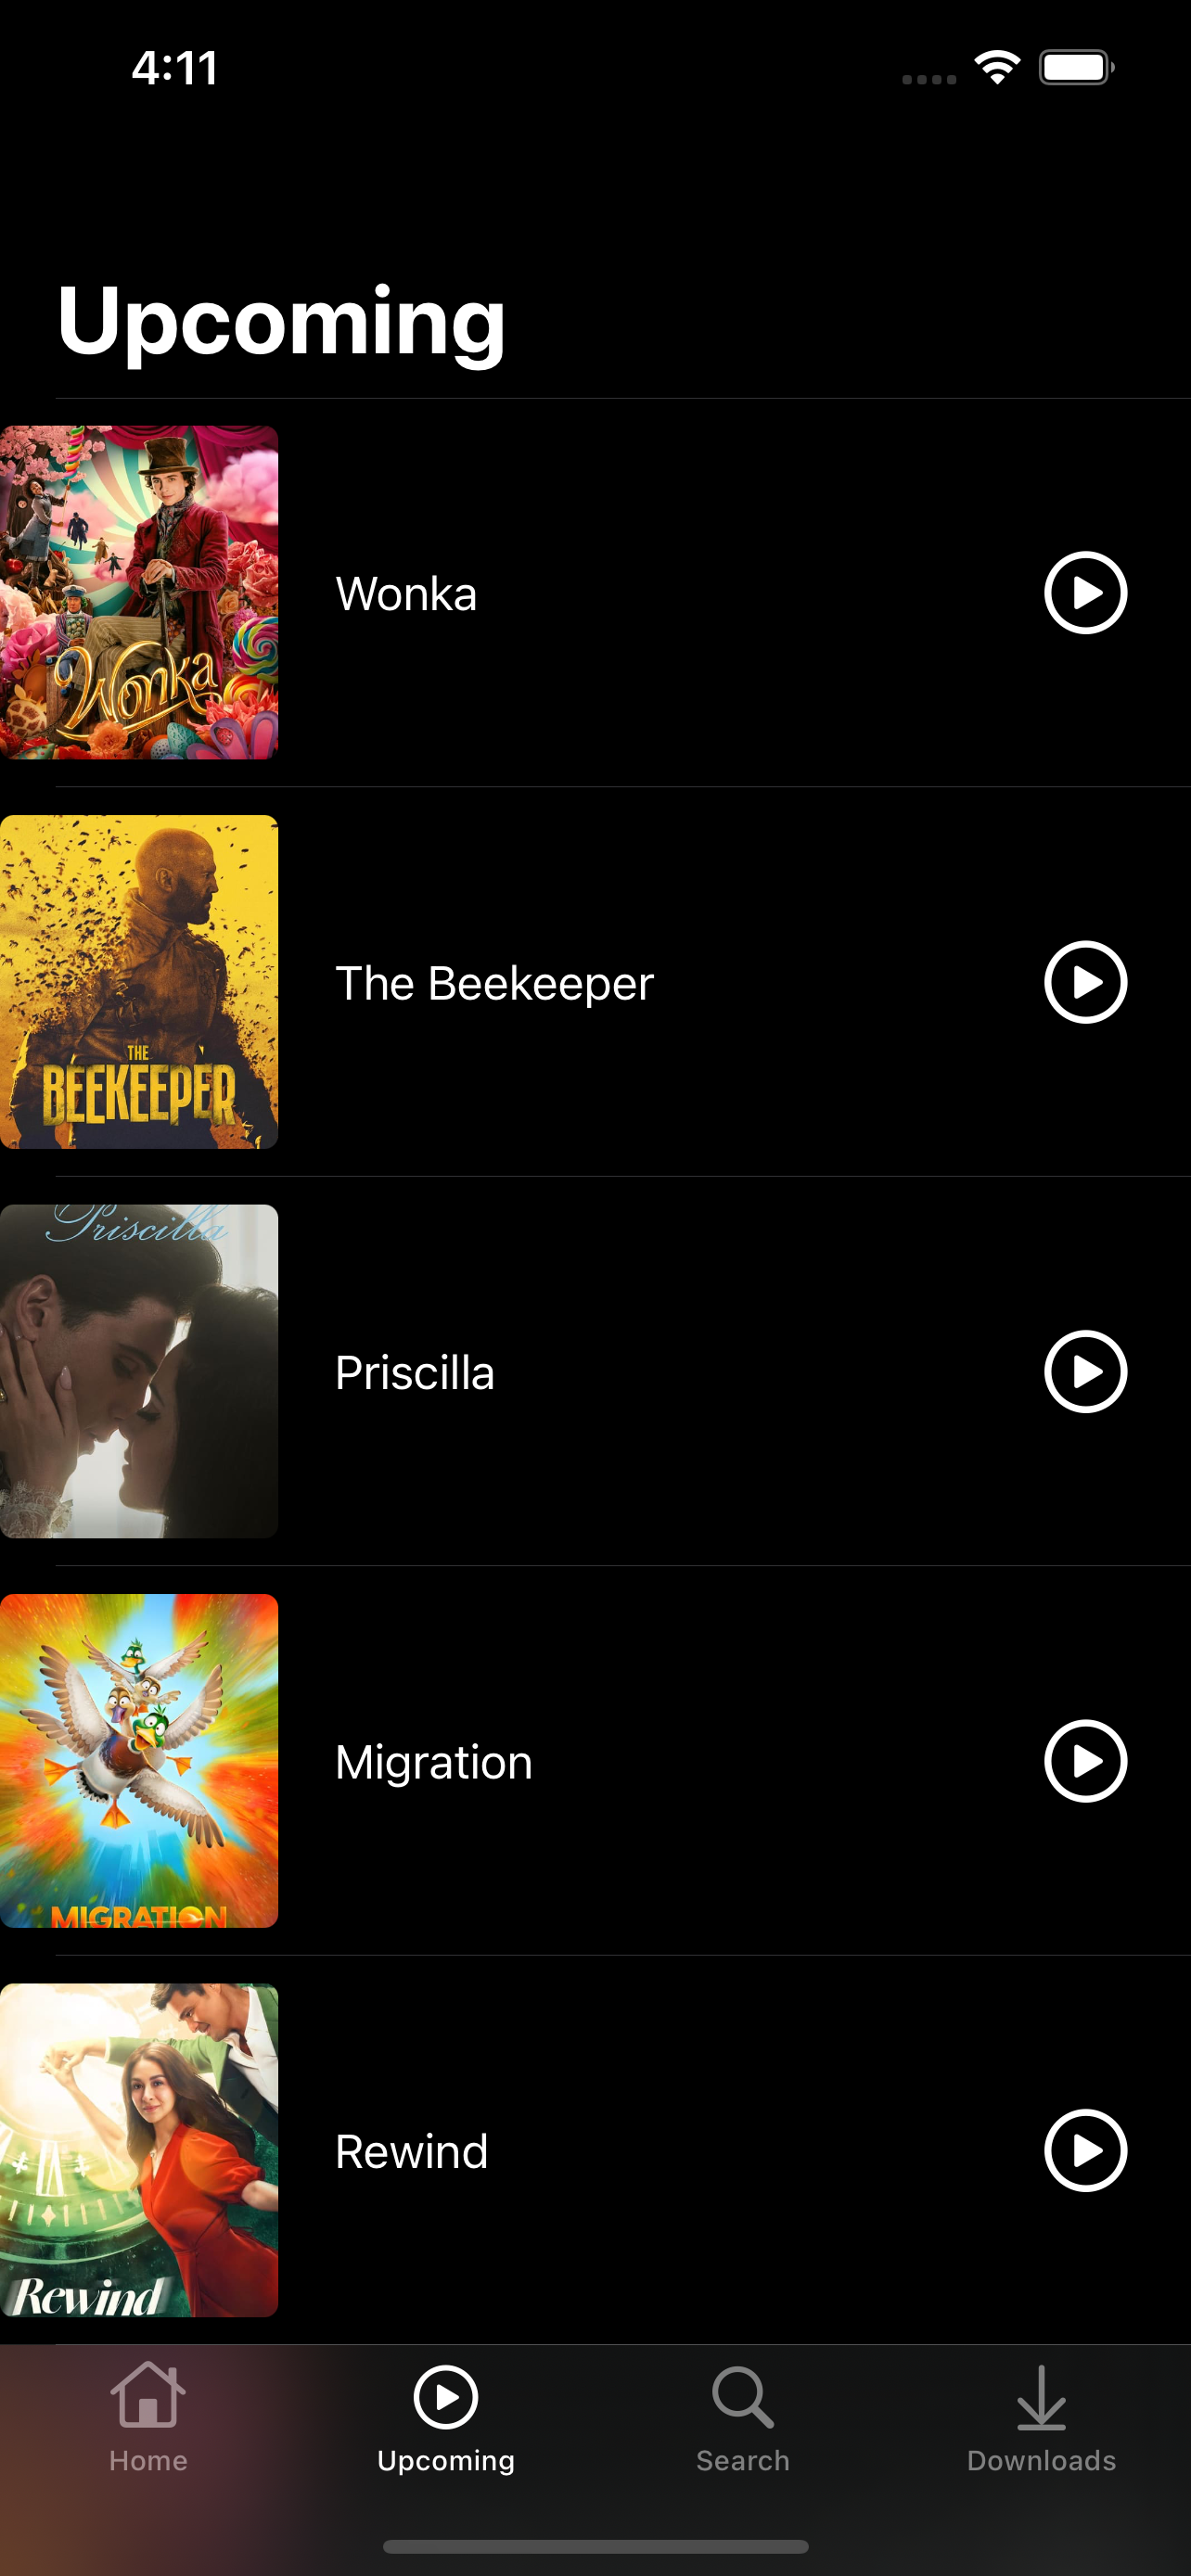 4:11
Upcoming
Wonka
Wonka
THE
BEEKEEPER
The Beekeeper
Priscilla
Priscilla
MIGRATION
Migration
Rewind
Rewind
Home
Upcoming
Search
Downloads